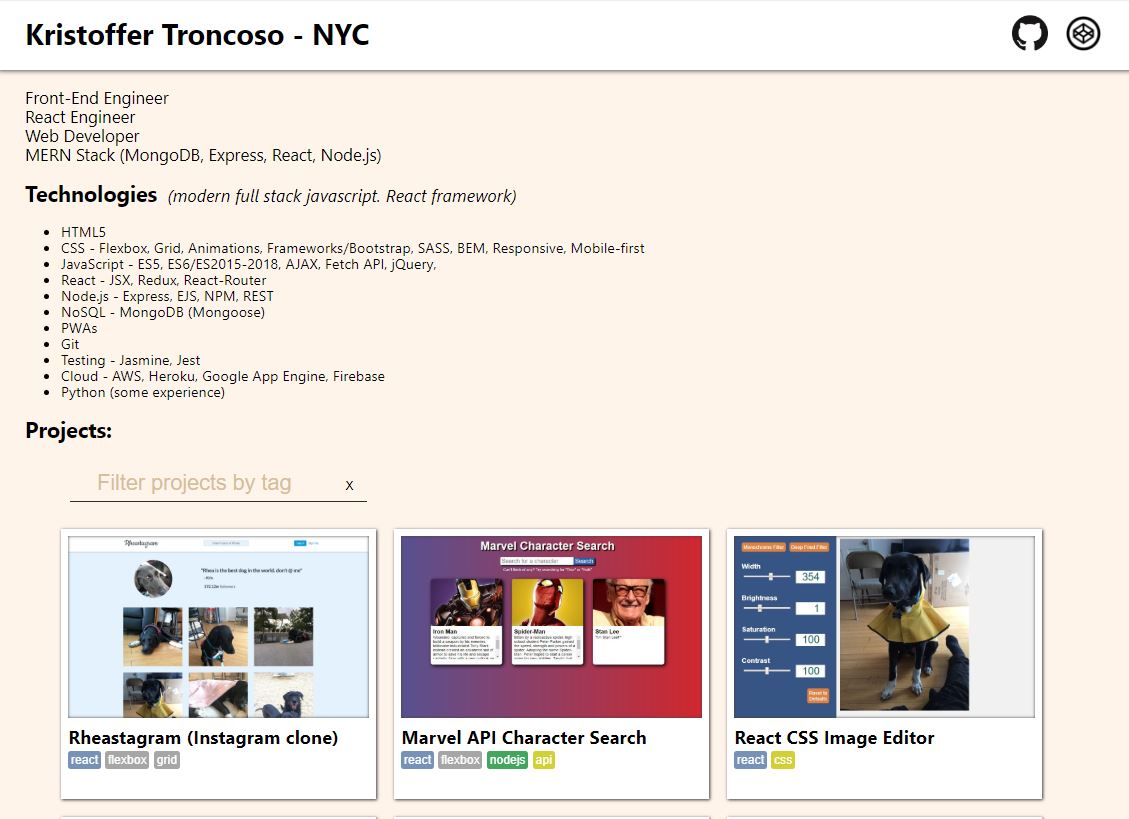 Kristoffer Troncoso - NYC
Front-End Engineer
React Engineer
Web Developer
MERN Stack (MongoDB, Express, React, Node.js)
Technologies (modern full stack javascript. React framework)
HTML5
CSS - Flexbox, Grid, Animations, Frameworks/Bootstrap, SASS, BEM, Responsive, Mobile-first
JavaScript - ES5, ES6/ES2015-2018, AJAX, Fetch API, jQuery,
React - JSX, Redux, React-Router
Node.js - Express, EJS, NPM, REST
NoSQL - MongoDB (Mongoose)
PWAs
Git
Testing - Jasmine, Jest
Cloud - AWS, Heroku, Google App Engine, Firebase
Python (some experience)
Projects:
Filter projects by tag x
Rheastagram
"Rhea is the best dog in the world, don't @ me"
Rheastagram (Instagram clone)
react flexbox grid
Marvel Character Search
Search for a character Search
Iron Man
Spider-Man
Stan Lee
Marvel API Character Search
react flexbox nodejs api
Monochrome Filter Deep Fried Filter
Width
354
Brightness
1
Saturation
100
Contrast
100
Reset to
Defaults
React CSS Image Editor
react css